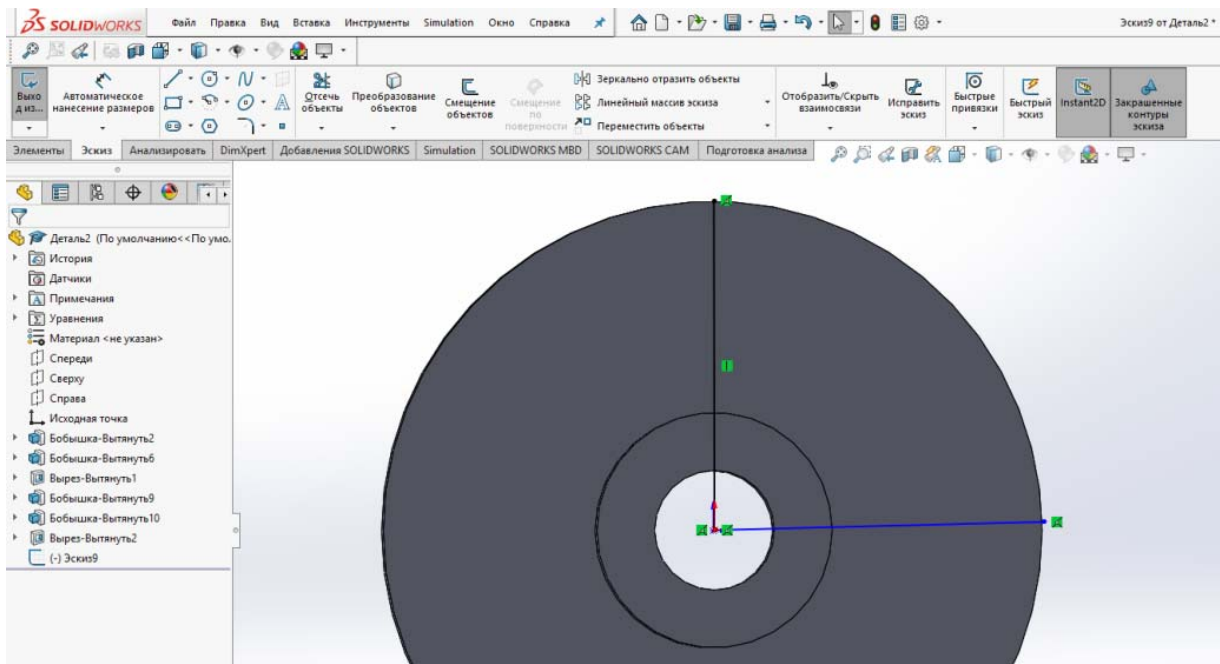 SOLIDWORKS Файл Правка Вид Вставка Инструменты Simulation Окно Справка Эскиз9 от Деталь2 *
Выхо д из... Автоматическое нанесение размеров Отсечь объекты Преобразование объектов Смещение объектов Смещение по поверхности Зеркально отразить объекты Линейный массив эскиза Переместить объекты Отобразить/Скрыть взаимосвязи Исправить эскиз Быстрые привязки Быстрый эскиз Instant2D Закрашенные контуры эскиза
Элементы Эскиз Анализировать DimXpert Добавления SOLIDWORKS Simulation SOLIDWORKS MBD SOLIDWORKS CAM Подготовка анализа
Деталь2 (По умолчанию<<По умо.
История
Датчики
Примечания
Уравнения
Материал <не указан>
Спереди
Сверху
Справа
Исходная точка
Бобышка-Вытянуть2
Бобышка-Вытянуть6
Вырез-Вытянуть1
Бобышка-Вытянуть9
Бобышка-Вытянуть10
Вырез-Вытянуть2
(-) Эскиз9